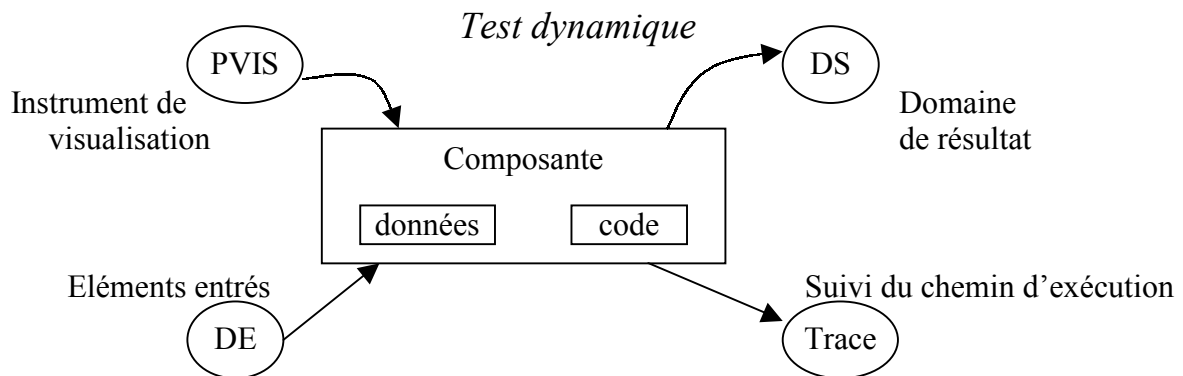 Test dynamique
PVIS
DS
Instrument de
visualisation
Domaine
de résultat
Composante
données
code
Eléments entrés
Suivi du chemin d’exécution
DE
Trace